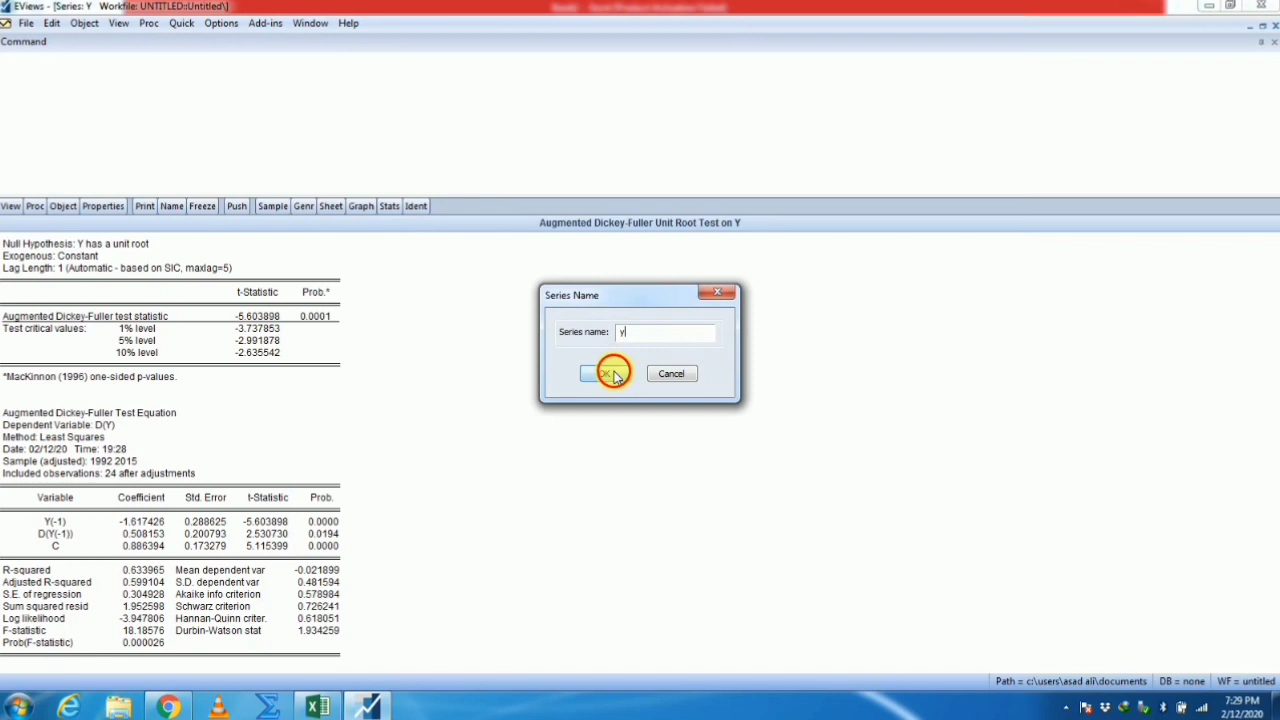 EViews - [Series: Y Workfile: UNTITLED::Untitled\]
File Edit Object View Proc Quick Options Add-ins Window Help
Command
View Proc Object Properties Print Name Freeze Push Sample Genr Sheet Graph Stats Ident
Augmented Dickey-Fuller Unit Root Test on Y
Null Hypothesis: Y has a unit root
Exogenous: Constant
Lag Length: 1 (Automatic - based on SIC, maxlag=5)
t-Statistic Prob.*
Augmented Dickey-Fuller test statistic -5.603898 0.0001
Test critical values: 1% level -3.737853
5% level -2.991878
10% level -2.635542
*MacKinnon (1996) one-sided p-values.
Augmented Dickey-Fuller Test Equation
Dependent Variable: D(Y)
Method: Least Squares
Date: 02/12/20 Time: 19:28
Sample (adjusted): 1992 2015
Included observations: 24 after adjustments
Variable Coefficient Std. Error t-Statistic Prob.
Y(-1) -1.617426 0.288625 -5.603898 0.0000
D(Y(-1)) 0.508153 0.200793 2.530730 0.0194
C 0.886394 0.173279 5.115399 0.0000
R-squared 0.633965 Mean dependent var -0.021899
Adjusted R-squared 0.599104 S.D. dependent var 0.481594
S.E. of regression 0.304928 Akaike info criterion 0.578984
Sum squared resid 1.952598 Schwarz criterion 0.726241
Log likelihood -3.947806 Hannan-Quinn criter. 0.618051
F-statistic 18.18576 Durbin-Watson stat 1.934259
Prob(F-statistic) 0.000026
Series Name
Series name: y
OK Cancel
Path = c:\users\asad ali\documents DB = none WF = untitled
7:29 PM
2/12/2020